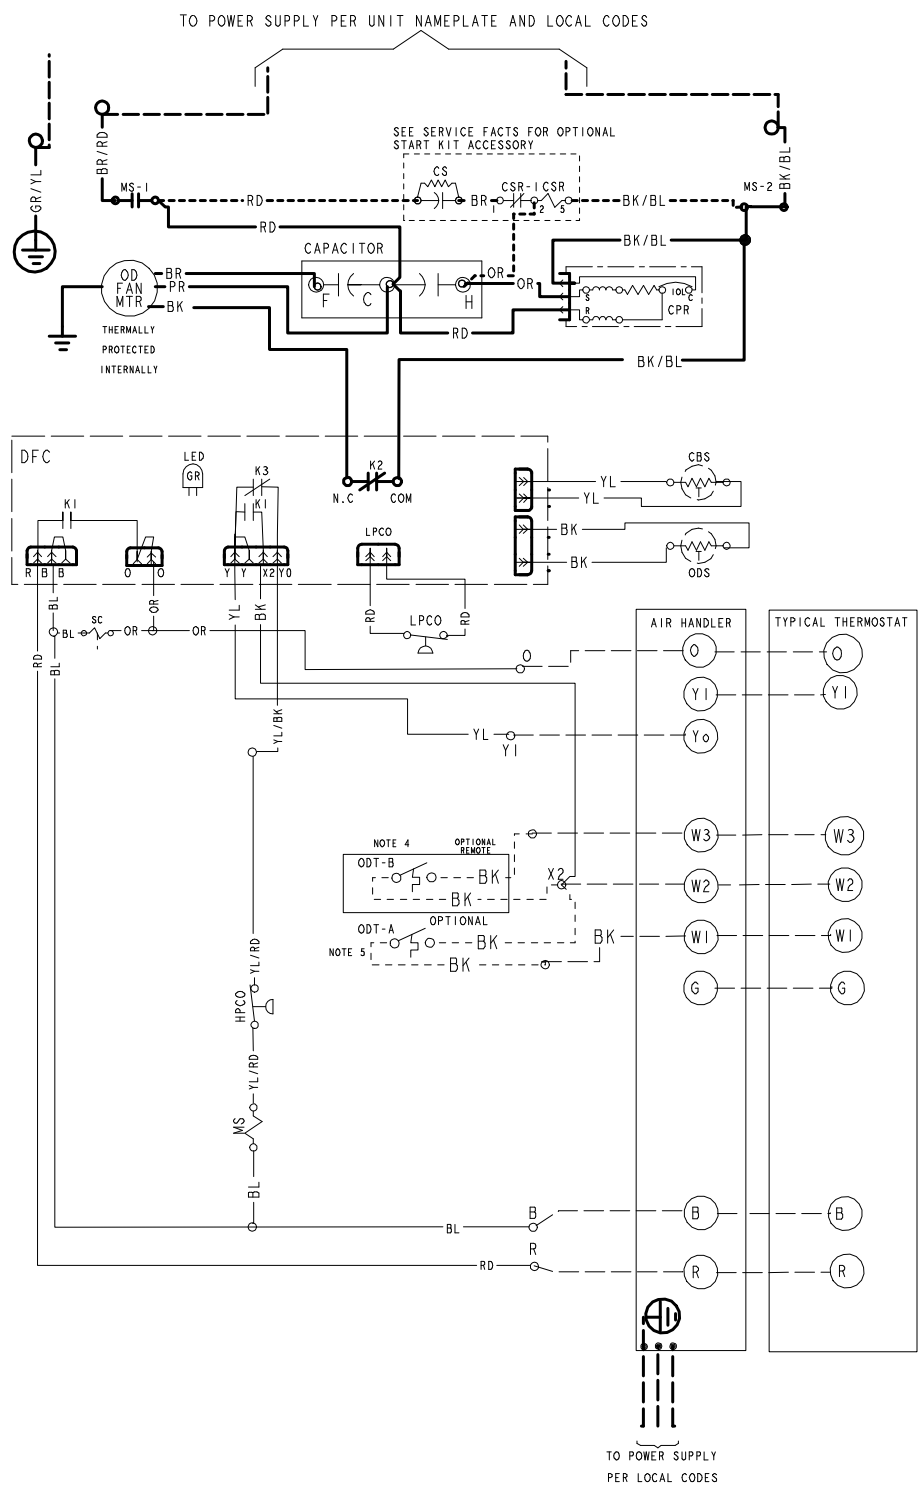 TO POWER SUPPLY PER UNIT NAMEPLATE AND LOCAL CODES
SEE SERVICE FACTS FOR OPTIONAL
START KIT ACCESSORY
BR/RD
BK/BL
GR/YL
CS
MS-1
RD
BR
CSR-1
CSR
1
2
5
BK/BL
MS-2
RD
BK/BL
CAPACITOR
OD
FAN
MTR
BR
PR
BK
F
C
H
OR
OR
S
R
IOL
C
CPR
THERMALLY
PROTECTED
INTERNALLY
RD
BK/BL
DFC
LED
GR
K3
K1
K2
N.C
COM
K1
LPCO
CBS
YL
YL
BK
BK
ODS
R B B
O O
Y Y X2 YO
BL
OR
YL
BK
RD
RD
LPCO
BL
SC
OR
OR
RD
BL
AIR HANDLER
TYPICAL THERMOSTAT
O
O
O
Y1
Y1
YL/BK
YL
Y1
Yo
NOTE 4
OPTIONAL
REMOTE
ODT-B
BK
BK
X2
W3
W3
W2
W2
ODT-A
OPTIONAL
NOTE 5
BK
BK
BK
W1
W1
G
G
YL/RD
HPCO
YL/RD
MS
BL
BL
B
B
B
RD
R
R
R
TO POWER SUPPLY
PER LOCAL CODES